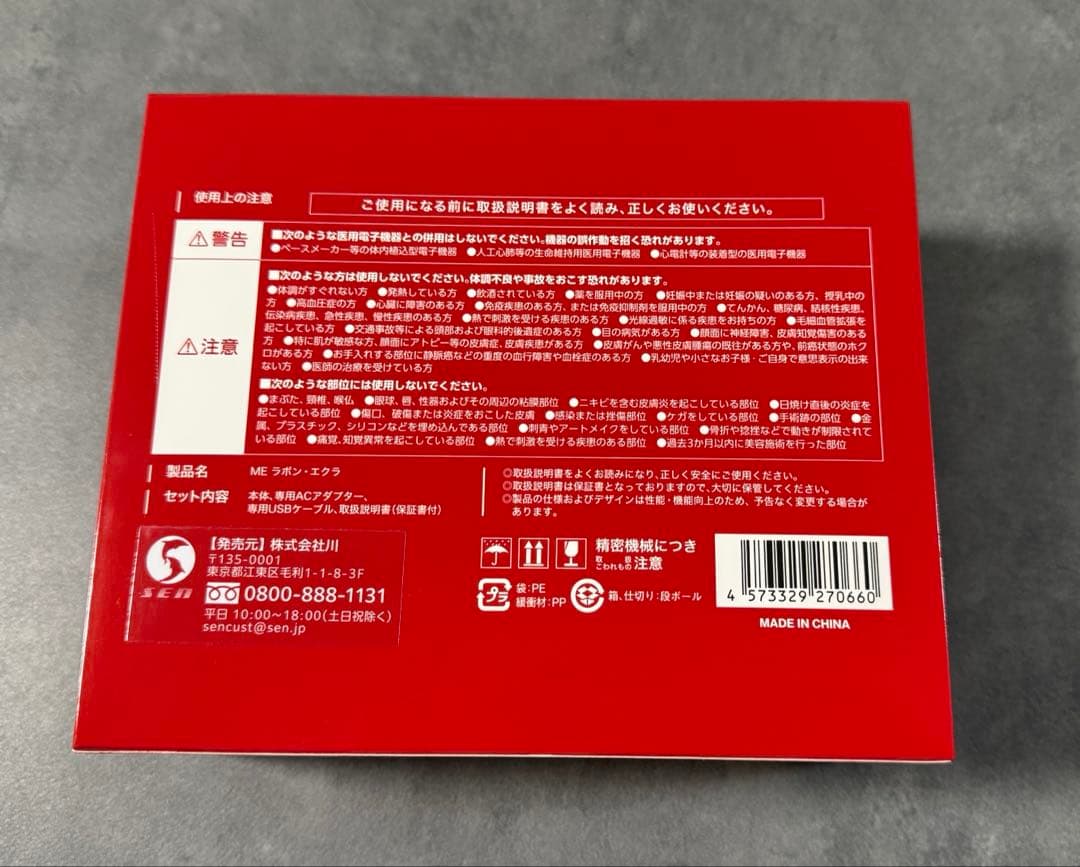 使用上の注意
ご使用になる前に取扱説明書をよく読み、正しくお使いください。
警告
■次のような医用電子機器との併用はしないでください。機器の誤作動を招く恐れがあります。
●ペースメーカー等の体内植込型電子機器 ●人工心肺等の生命維持用医用電子機器 ●心電計等の装着型の医用電子機器
注意
■次のような方は使用しないでください。体調不良や事故をおこす恐れがあります。
●体調がすぐれない方 ●発熱している方 ●飲酒されている方 ●薬を服用中の方 ●妊娠中または妊娠の疑いのある方、授乳中の
方 ●高血圧症の方 ●心臓に障害のある方 ●免疫疾患のある方、または免疫抑制剤を服用中の方 ●てんかん、糖尿病、結核性疾患、
伝染病疾患、急性疾患、慢性疾患のある方 ●熱で刺激を受ける疾患のある方 ●光線過敏に係る疾患をお持ちの方 ●毛細血管拡張を
起こしている方 ●交通事故等による頭部および眼科的後遺症のある方 ●目の病気がある方 ●顔面に神経障害、皮膚知覚傷害のある
方 ●特に肌が敏感な方、顔面にアトピー等の皮膚症、皮膚疾患がある方 ●皮膚がんや悪性皮膚腫瘍の既往がある方や、前癌状態のホク
ロがある方 ●お手入れする部位に静脈癌などの重度の血行障害や血栓症のある方 ●乳幼児や小さなお子様・ご自身で意思表示の出来
ない方 ●医師の治療を受けている方
■次のような部位には使用しないでください。
●まぶた、頸椎、喉仏 ●眼球、唇、性器およびその周辺の粘膜部位 ●ニキビを含む皮膚炎を起こしている部位 ●日焼け直後の炎症を
起こしている部位 ●傷口、破傷または炎症をおこした皮膚 ●感染または挫傷部位 ●ケガをしている部位 ●手術跡の部位 ●金
属、プラスチック、シリコンなどを埋め込んである部位 ●刺青やアートメイクをしている部位 ●骨折や捻挫などで動きが制限されて
いる部位 ●痛覚、知覚異常を起こしている部位 ●熱で刺激を受ける疾患のある部位 ●過去3か月以内に美容施術を行った部位
製品名 ME ラボン・エクラ
セット内容 本体、専用ACアダプター、
専用USBケーブル、取扱説明書(保証書付)
◎取扱説明書をよくお読みになり、正しく安全にご使用ください。
◎取扱説明書は保証書となっておりますので、大切に保管してください。
◎製品の仕様およびデザインは性能・機能向上のため、予告なく変更する場合が
あります。
SEN
【発売元】株式会社川
〒135-0001
東京都江東区毛利1-1-8-3F
0800-888-1131
平日 10:00〜18:00(土日祝除く)
sencust@sen.jp
精密機械につき
取扱注意
こわれもの
プラ
袋:PE
緩衝材:PP
箱、仕切り:段ボール
4 573329 270660
MADE IN CHINA